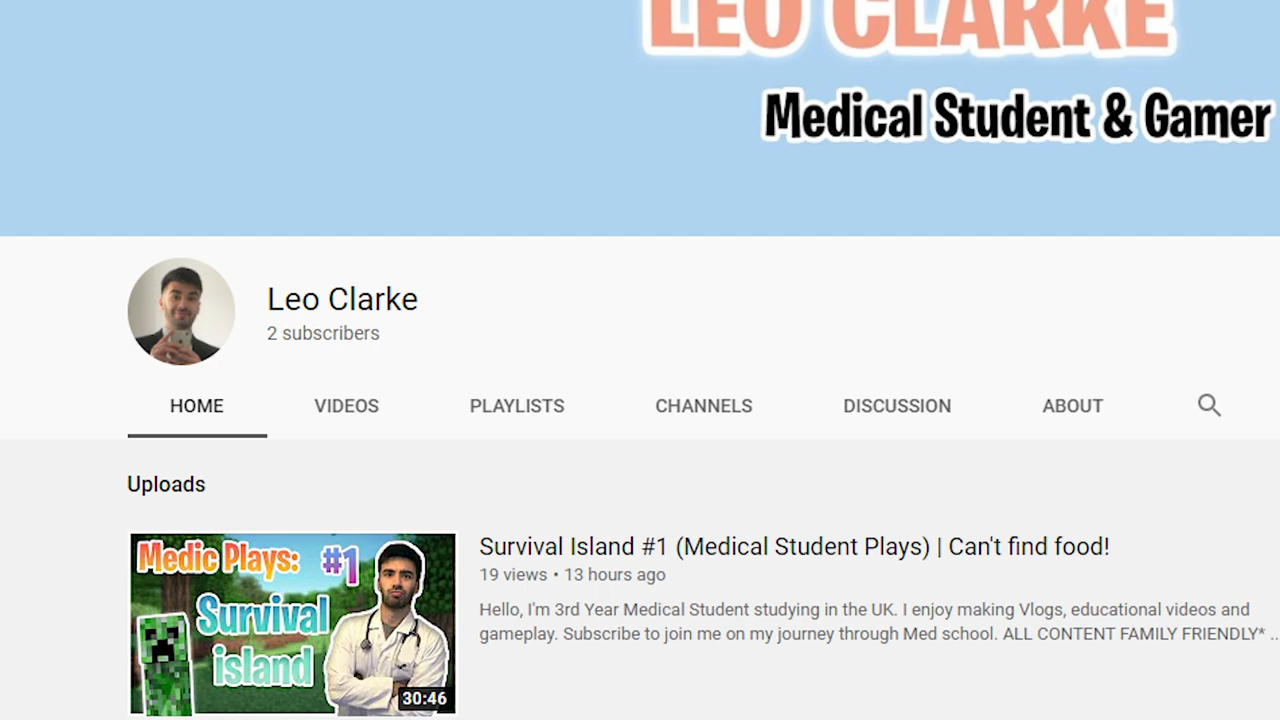 LEO CLARKE
Medical Student & Gamer
Leo Clarke
2 subscribers
HOME VIDEOS PLAYLISTS CHANNELS DISCUSSION ABOUT
Uploads
Medic Plays: #1
Survival
island
30:46
Survival Island #1 (Medical Student Plays) | Can't find food!
19 views • 13 hours ago
Hello, I'm 3rd Year Medical Student studying in the UK. I enjoy making Vlogs, educational videos and
gameplay. Subscribe to join me on my journey through Med school. ALL CONTENT FAMILY FRIENDLY* ...